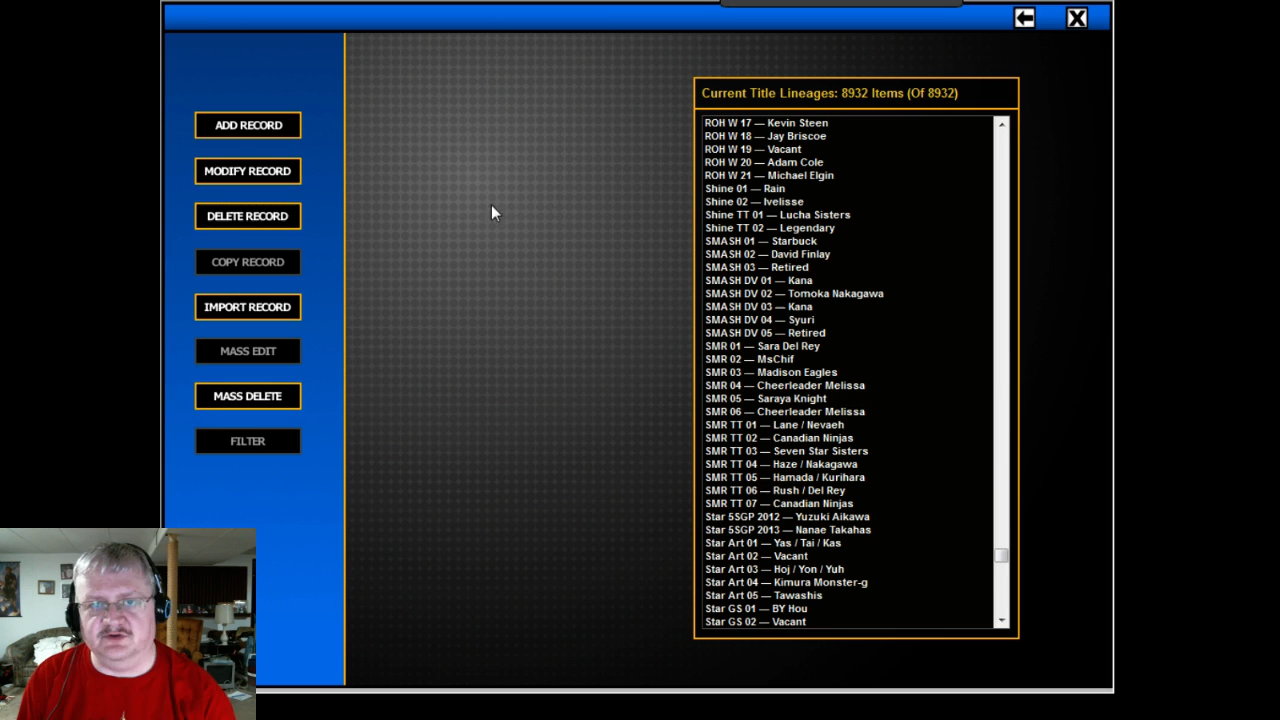 ADD RECORD
MODIFY RECORD
DELETE RECORD
COPY RECORD
IMPORT RECORD
MASS EDIT
MASS DELETE
FILTER
Current Title Lineages: 8932 Items (Of 8932)
ROH W 17 — Kevin Steen
ROH W 18 — Jay Briscoe
ROH W 19 — Vacant
ROH W 20 — Adam Cole
ROH W 21 — Michael Elgin
Shine 01 — Rain
Shine 02 — Ivelisse
Shine TT 01 — Lucha Sisters
Shine TT 02 — Legendary
SMASH 01 — Starbuck
SMASH 02 — David Finlay
SMASH 03 — Retired
SMASH DV 01 — Kana
SMASH DV 02 — Tomoka Nakagawa
SMASH DV 03 — Kana
SMASH DV 04 — Syuri
SMASH DV 05 — Retired
SMR 01 — Sara Del Rey
SMR 02 — MsChif
SMR 03 — Madison Eagles
SMR 04 — Cheerleader Melissa
SMR 05 — Saraya Knight
SMR 06 — Cheerleader Melissa
SMR TT 01 — Lane / Nevaeh
SMR TT 02 — Canadian Ninjas
SMR TT 03 — Seven Star Sisters
SMR TT 04 — Haze / Nakagawa
SMR TT 05 — Hamada / Kurihara
SMR TT 06 — Rush / Del Rey
SMR TT 07 — Canadian Ninjas
Star 5SGP 2012 — Yuzuki Aikawa
Star 5SGP 2013 — Nanae Takahas
Star Art 01 — Yas / Tai / Kas
Star Art 02 — Vacant
Star Art 03 — Hoj / Yon / Yuh
Star Art 04 — Kimura Monster-g
Star Art 05 — Tawashis
Star GS 01 — BY Hou
Star GS 02 — Vacant